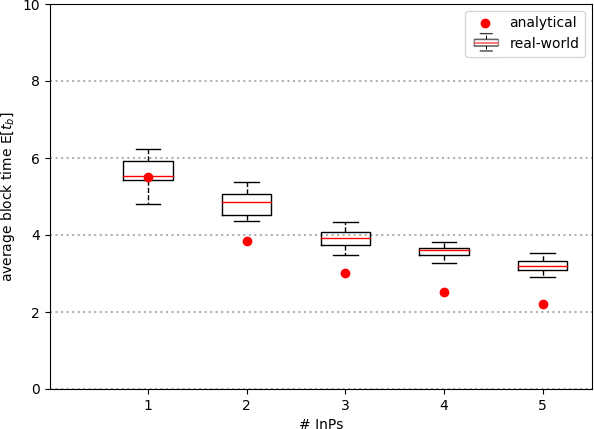 10
8
6
4
2
0
average block time E[t_b]
1 2 3 4 5
# InPs
analytical
real-world